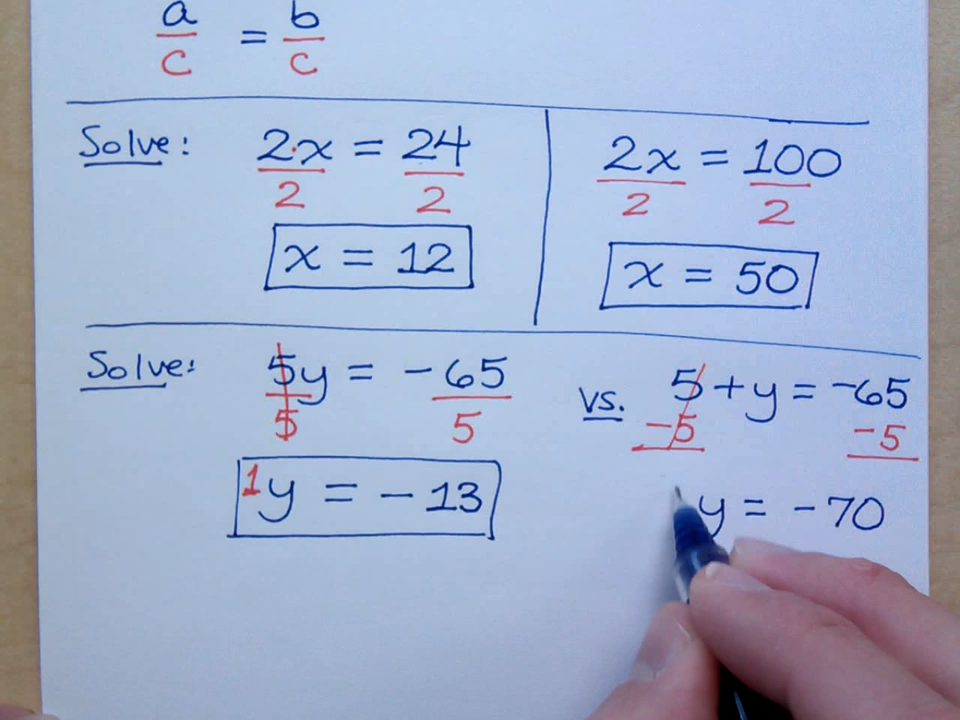 a = b
c c
Solve: 2·x = 24
2 2
x = 12
2x = 100
2 2
x = 50
Solve: 5y = -65
5 5
1y = -13
vs. 5 + y = -65
-5 -5
y = -70